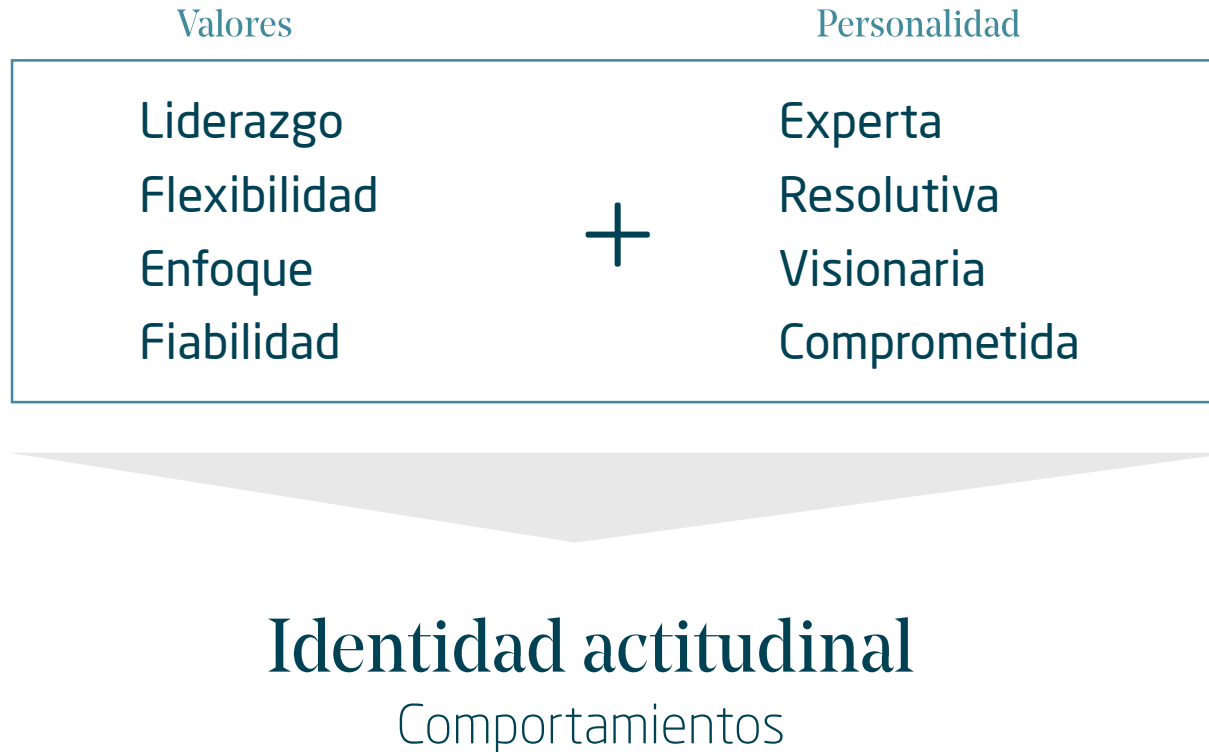 Valores
Liderazgo
Flexibilidad
Enfoque
Fiabilidad
+
Personalidad
Experta
Resolutiva
Visionaria
Comprometida
Identidad actitudinal
Comportamientos